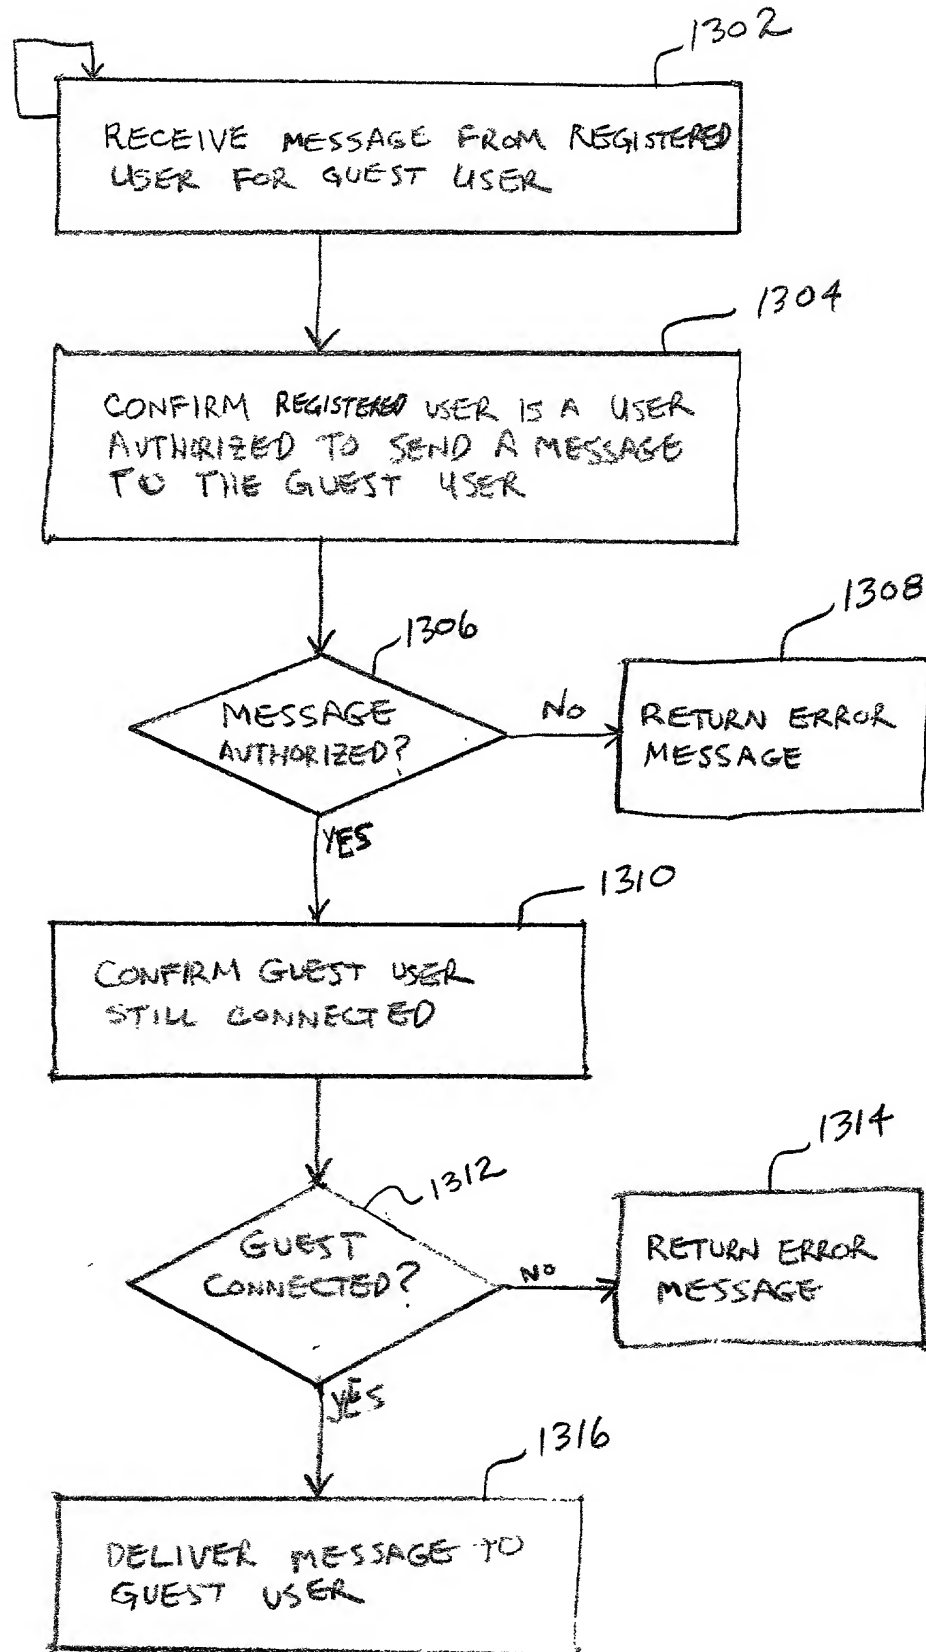 1302
RECEIVE MESSAGE FROM REGISTERED
USER FOR GUEST USER
1304
CONFIRM REGISTERED USER IS A USER
AUTHORIZED TO SEND A MESSAGE
TO THE GUEST USER
1306
MESSAGE
AUTHORIZED?
NO
1308
RETURN ERROR
MESSAGE
YES
1310
CONFIRM GUEST USER
STILL CONNECTED
1312
GUEST
CONNECTED?
NO
1314
RETURN ERROR
MESSAGE
YES
1316
DELIVER MESSAGE TO
GUEST USER